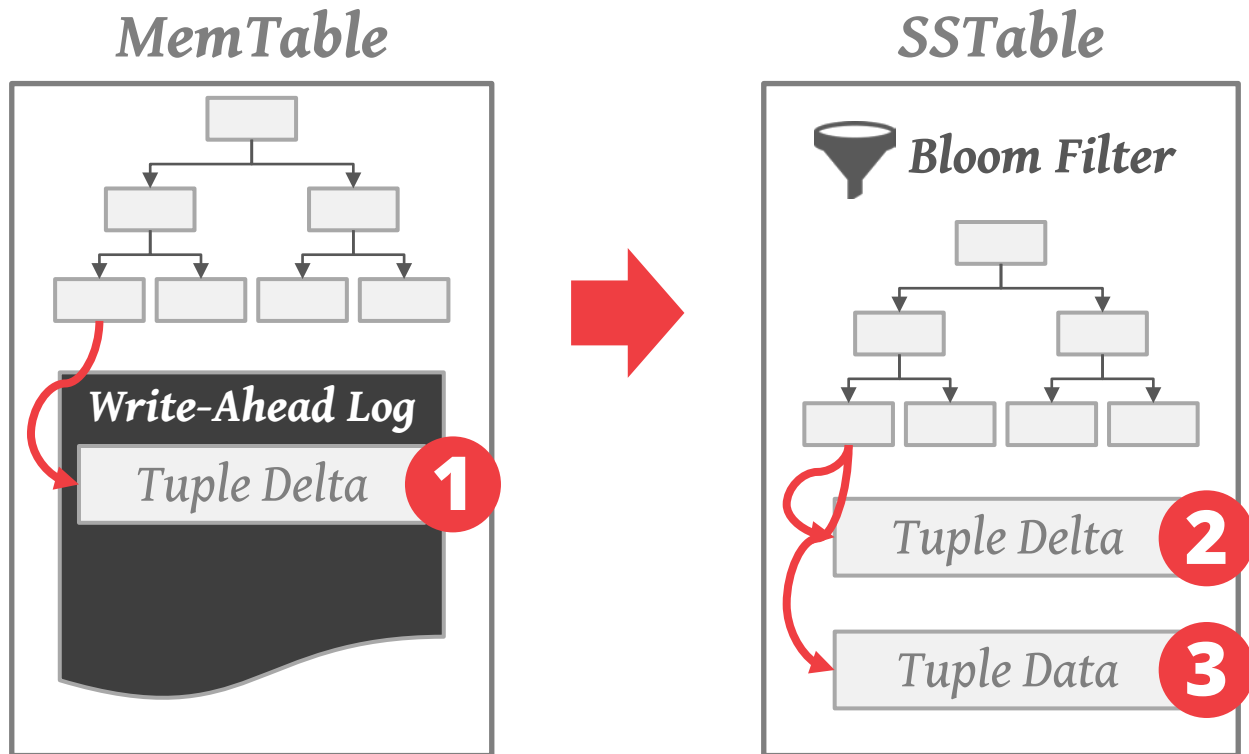 MemTable
Write-Ahead Log
Tuple Delta
1
SSTable
Bloom Filter
Tuple Delta
2
Tuple Data
3